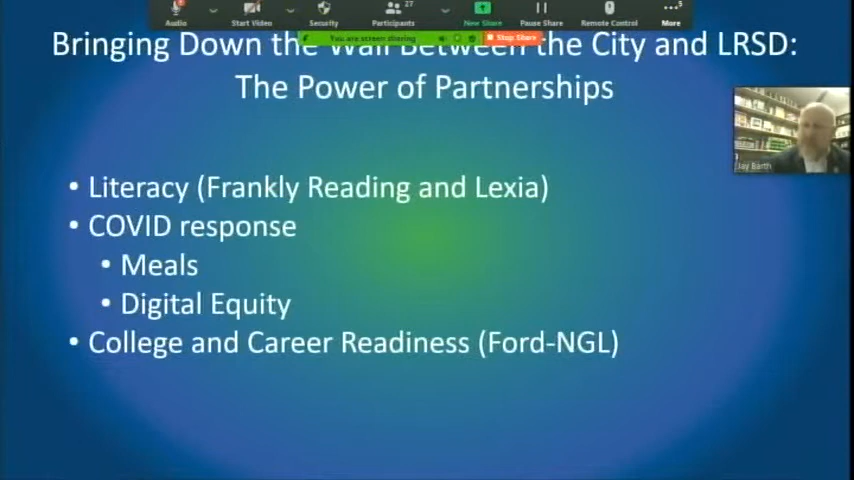 27
5
Audio
Start Video
Security
Participants
New Share
Pause Share
Remote Control
More
You are screen sharing
Stop Share
Bringing Down the Wall Between the City and LRSD:
The Power of Partnerships
Jay Barth
• Literacy (Frankly Reading and Lexia)
• COVID response
• Meals
• Digital Equity
• College and Career Readiness (Ford-NGL)